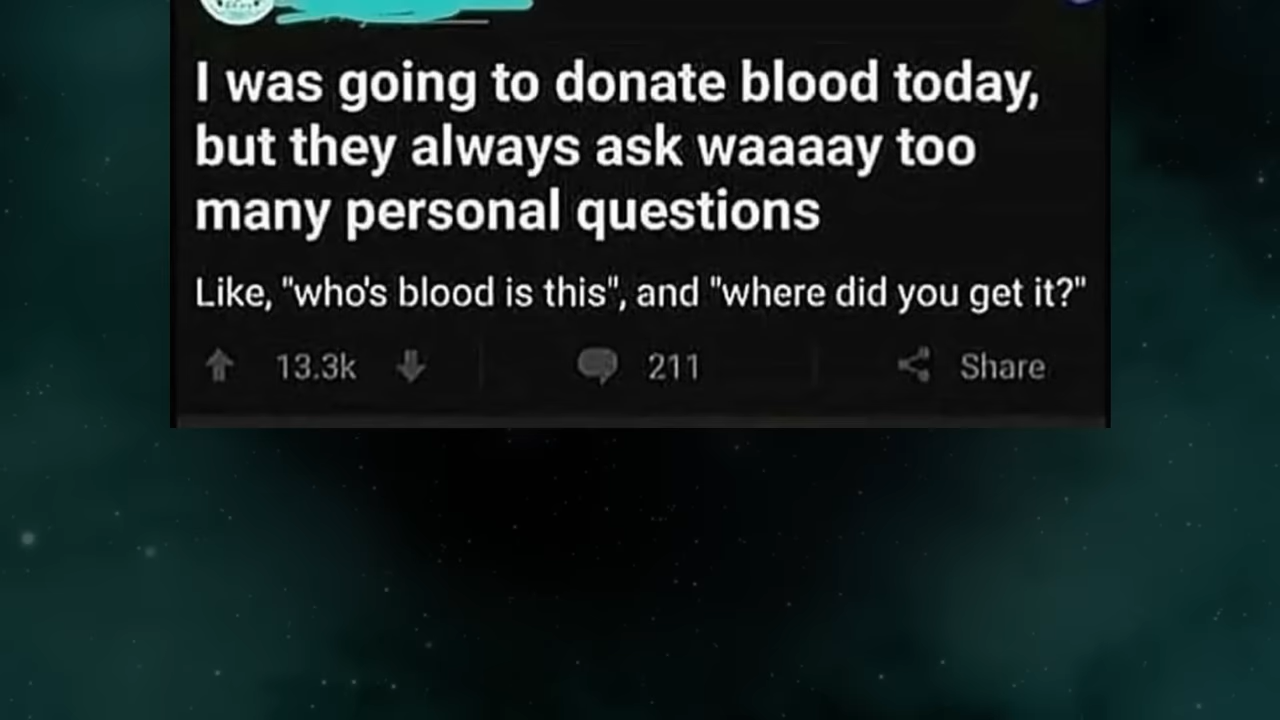 I was going to donate blood today,
but they always ask waaaay too
many personal questions
Like, "who's blood is this", and "where did you get it?"
13.3k 211 Share